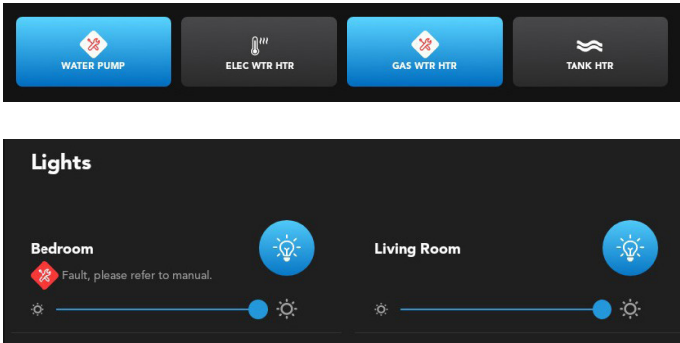 WATER PUMP
ELEC WTR HTR
GAS WTR HTR
TANK HTR
Lights
Bedroom
Fault, please refer to manual.
Living Room